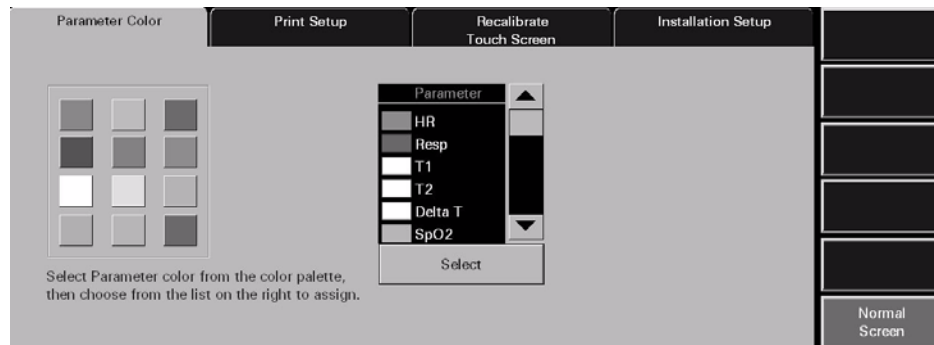 Parameter Color
Print Setup
Recalibrate
Touch Screen
Installation Setup
Parameter
HR
Resp
T1
T2
Delta T
SpO2
Select
Select Parameter color from the color palette,
then choose from the list on the right to assign.
Normal
Screen